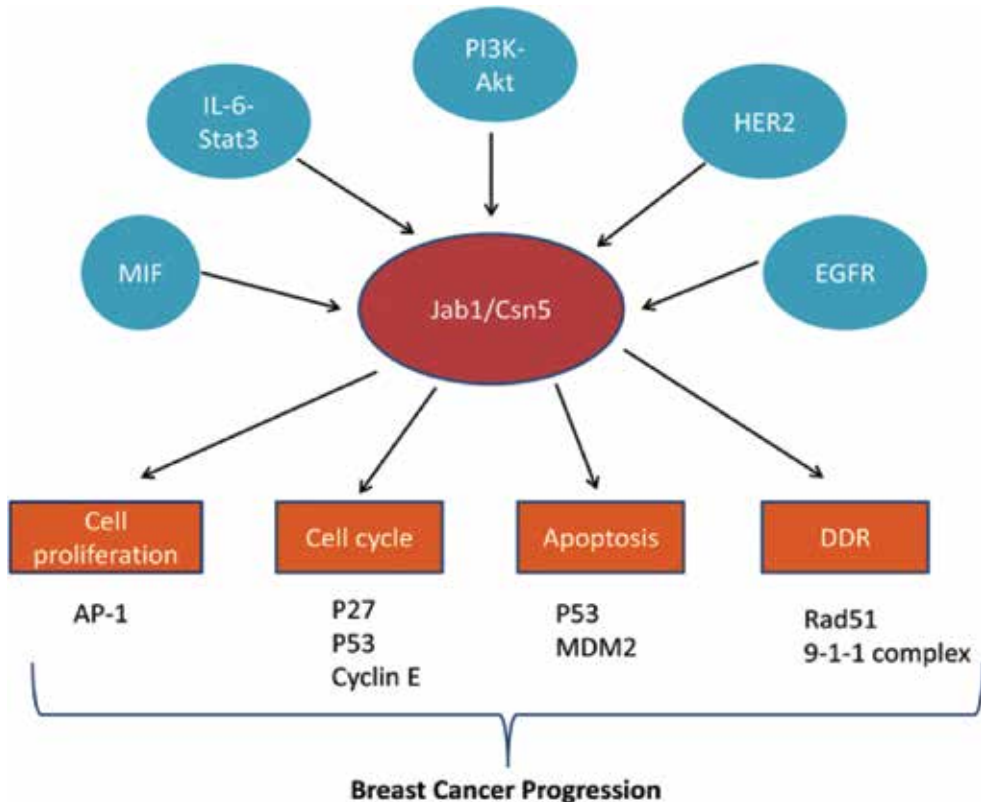 PI3K-
Akt
IL-6-
Stat3
HER2
MIF
EGFR
Jab1/Csn5
Cell
proliferation
Cell cycle
Apoptosis
DDR
AP-1
P27
P53
Cyclin E
P53
MDM2
Rad51
9-1-1 complex
Breast Cancer Progression